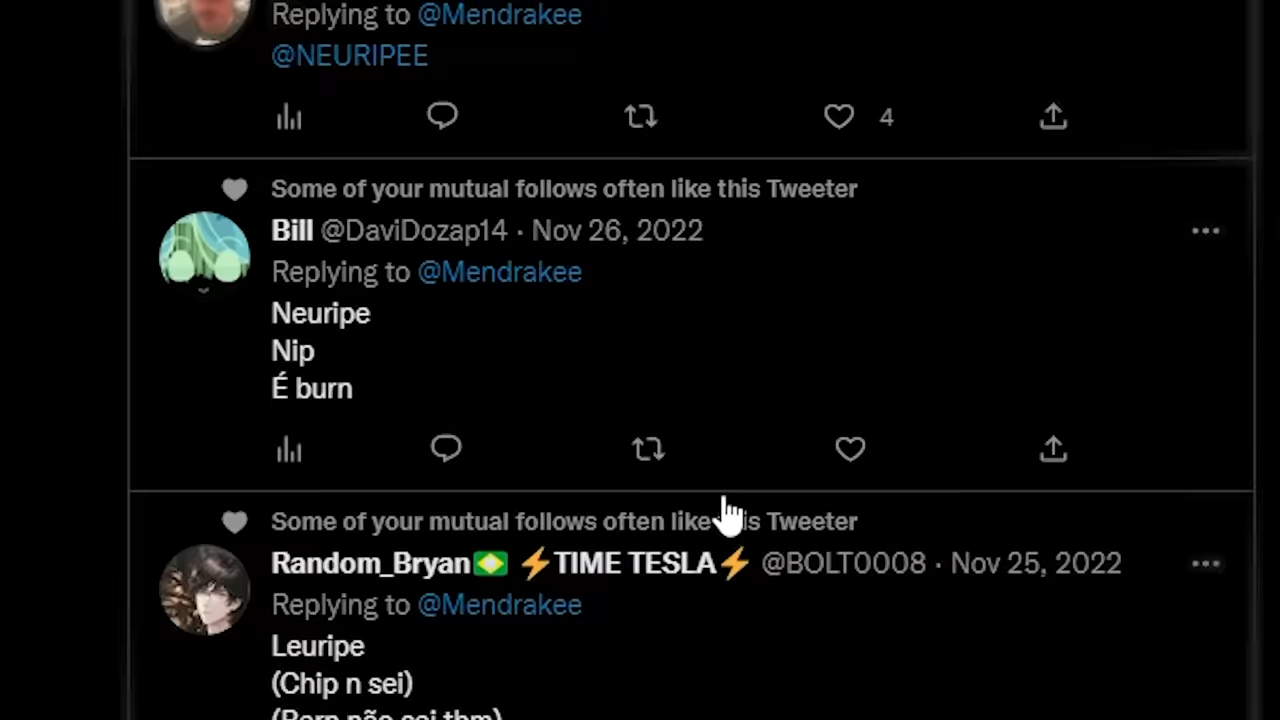 Replying to @Mendrakee
@NEURIPEE
4
Some of your mutual follows often like this Tweeter
Bill @DaviDozap14 · Nov 26, 2022
Replying to @Mendrakee
Neuripe
Nip
É burn
Some of your mutual follows often like this Tweeter
Random_Bryan ⚡TIME TESLA⚡ @BOLT0008 · Nov 25, 2022
Replying to @Mendrakee
Leuripe
(Chip n sei)
não sei tbm)